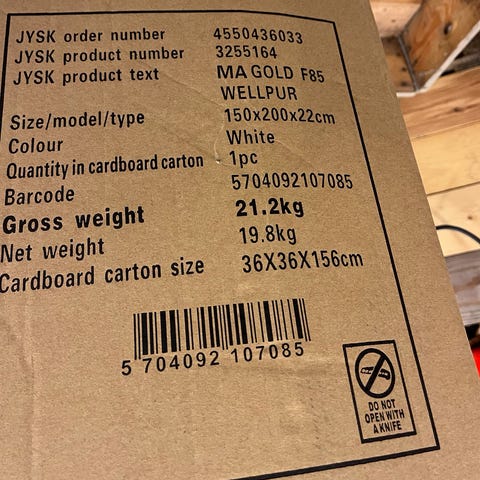 JYSK order number 4550436033
JYSK product number 3255164
JYSK product text MA GOLD F85
WELLPUR
Size/model/type 150x200x22cm
Colour White
Quantity in cardboard carton 1pc
Barcode 5704092107085
Gross weight 21.2kg
Net weight 19.8kg
Cardboard carton size 36X36X156cm
5 704092 107085
DO NOT
OPEN WITH
A KNIFE